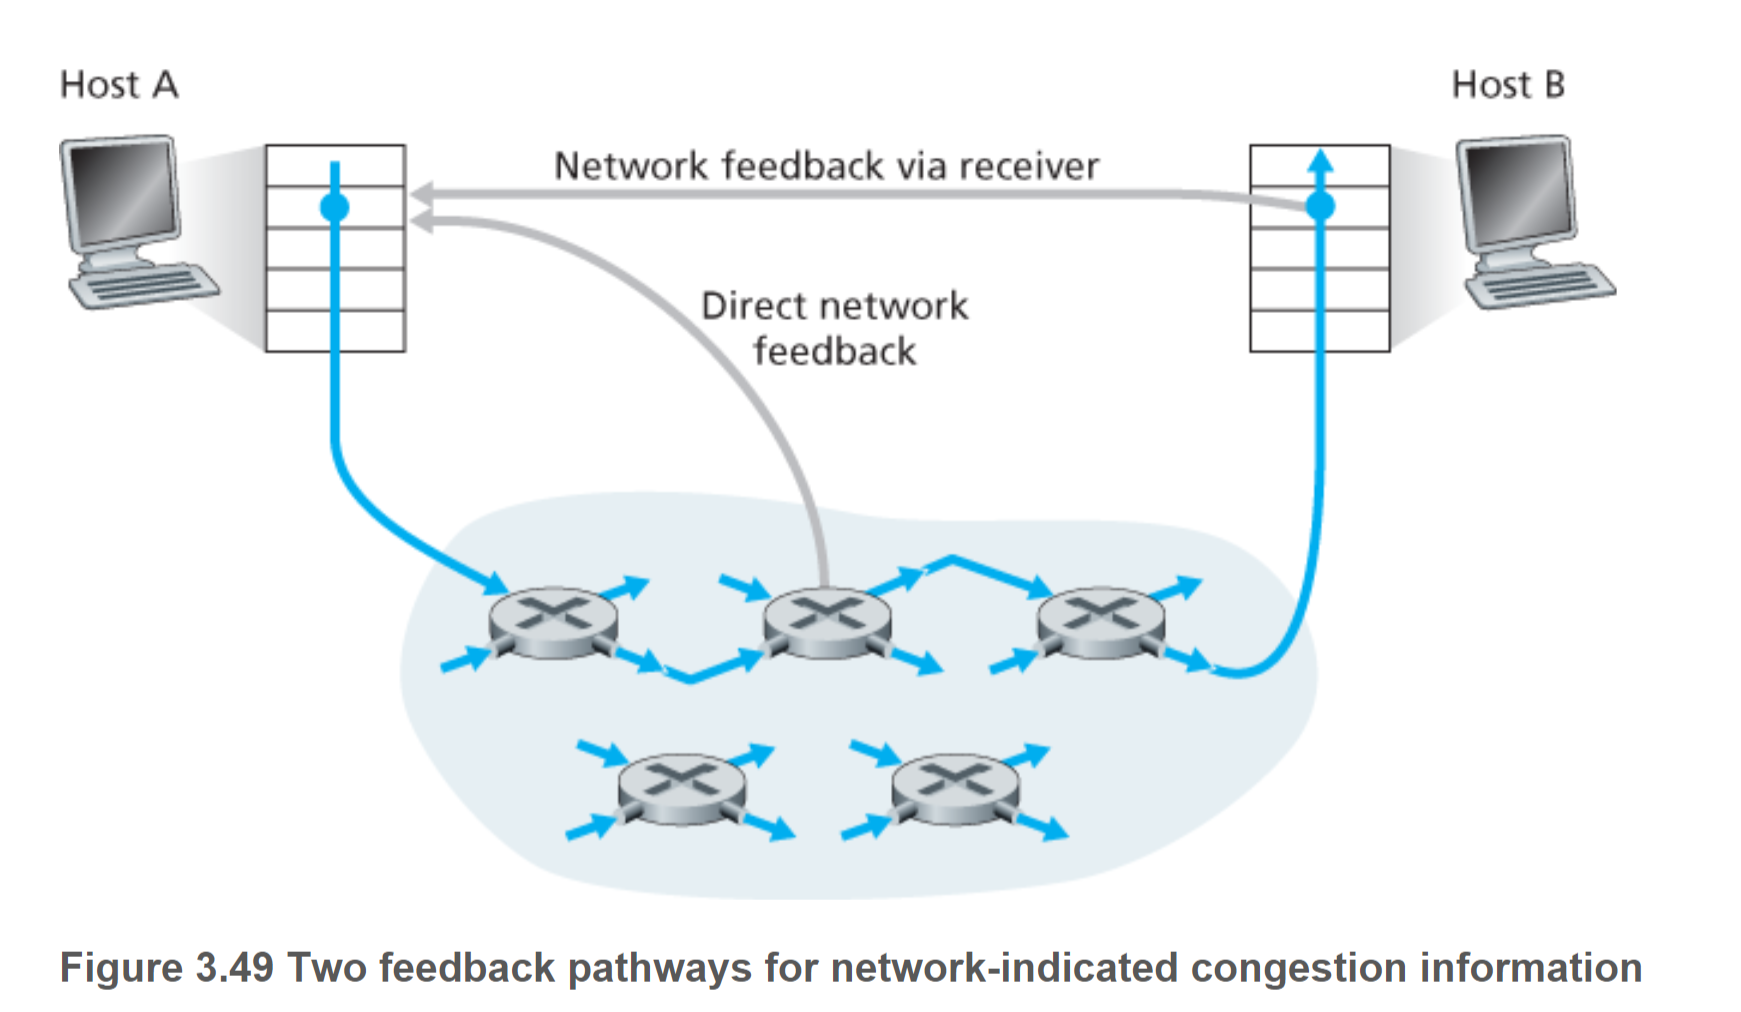 Host A
Host B
Network feedback via receiver
Direct network
feedback
Figure 3.49 Two feedback pathways for network-indicated congestion information